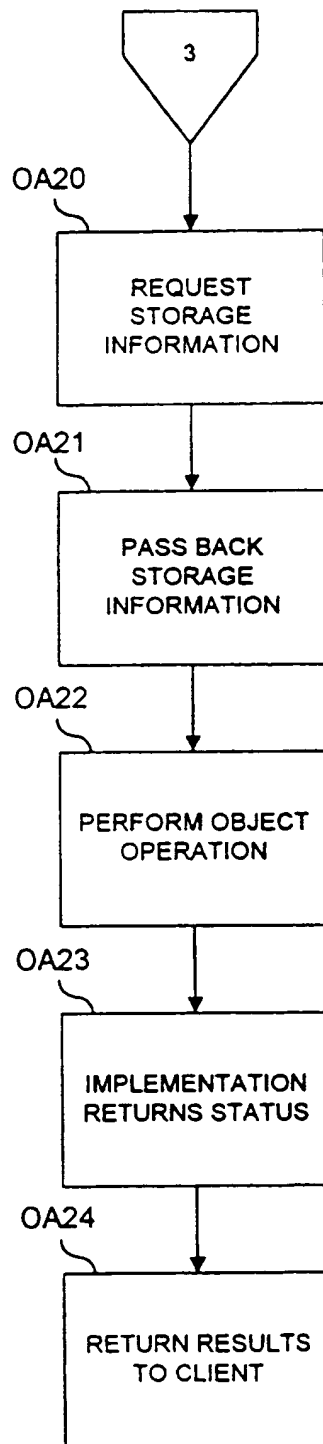 3
OA20
REQUEST
STORAGE
INFORMATION
OA21
PASS BACK
STORAGE
INFORMATION
OA22
PERFORM OBJECT
OPERATION
OA23
IMPLEMENTATION
RETURNS STATUS
OA24
RETURN RESULTS
TO CLIENT